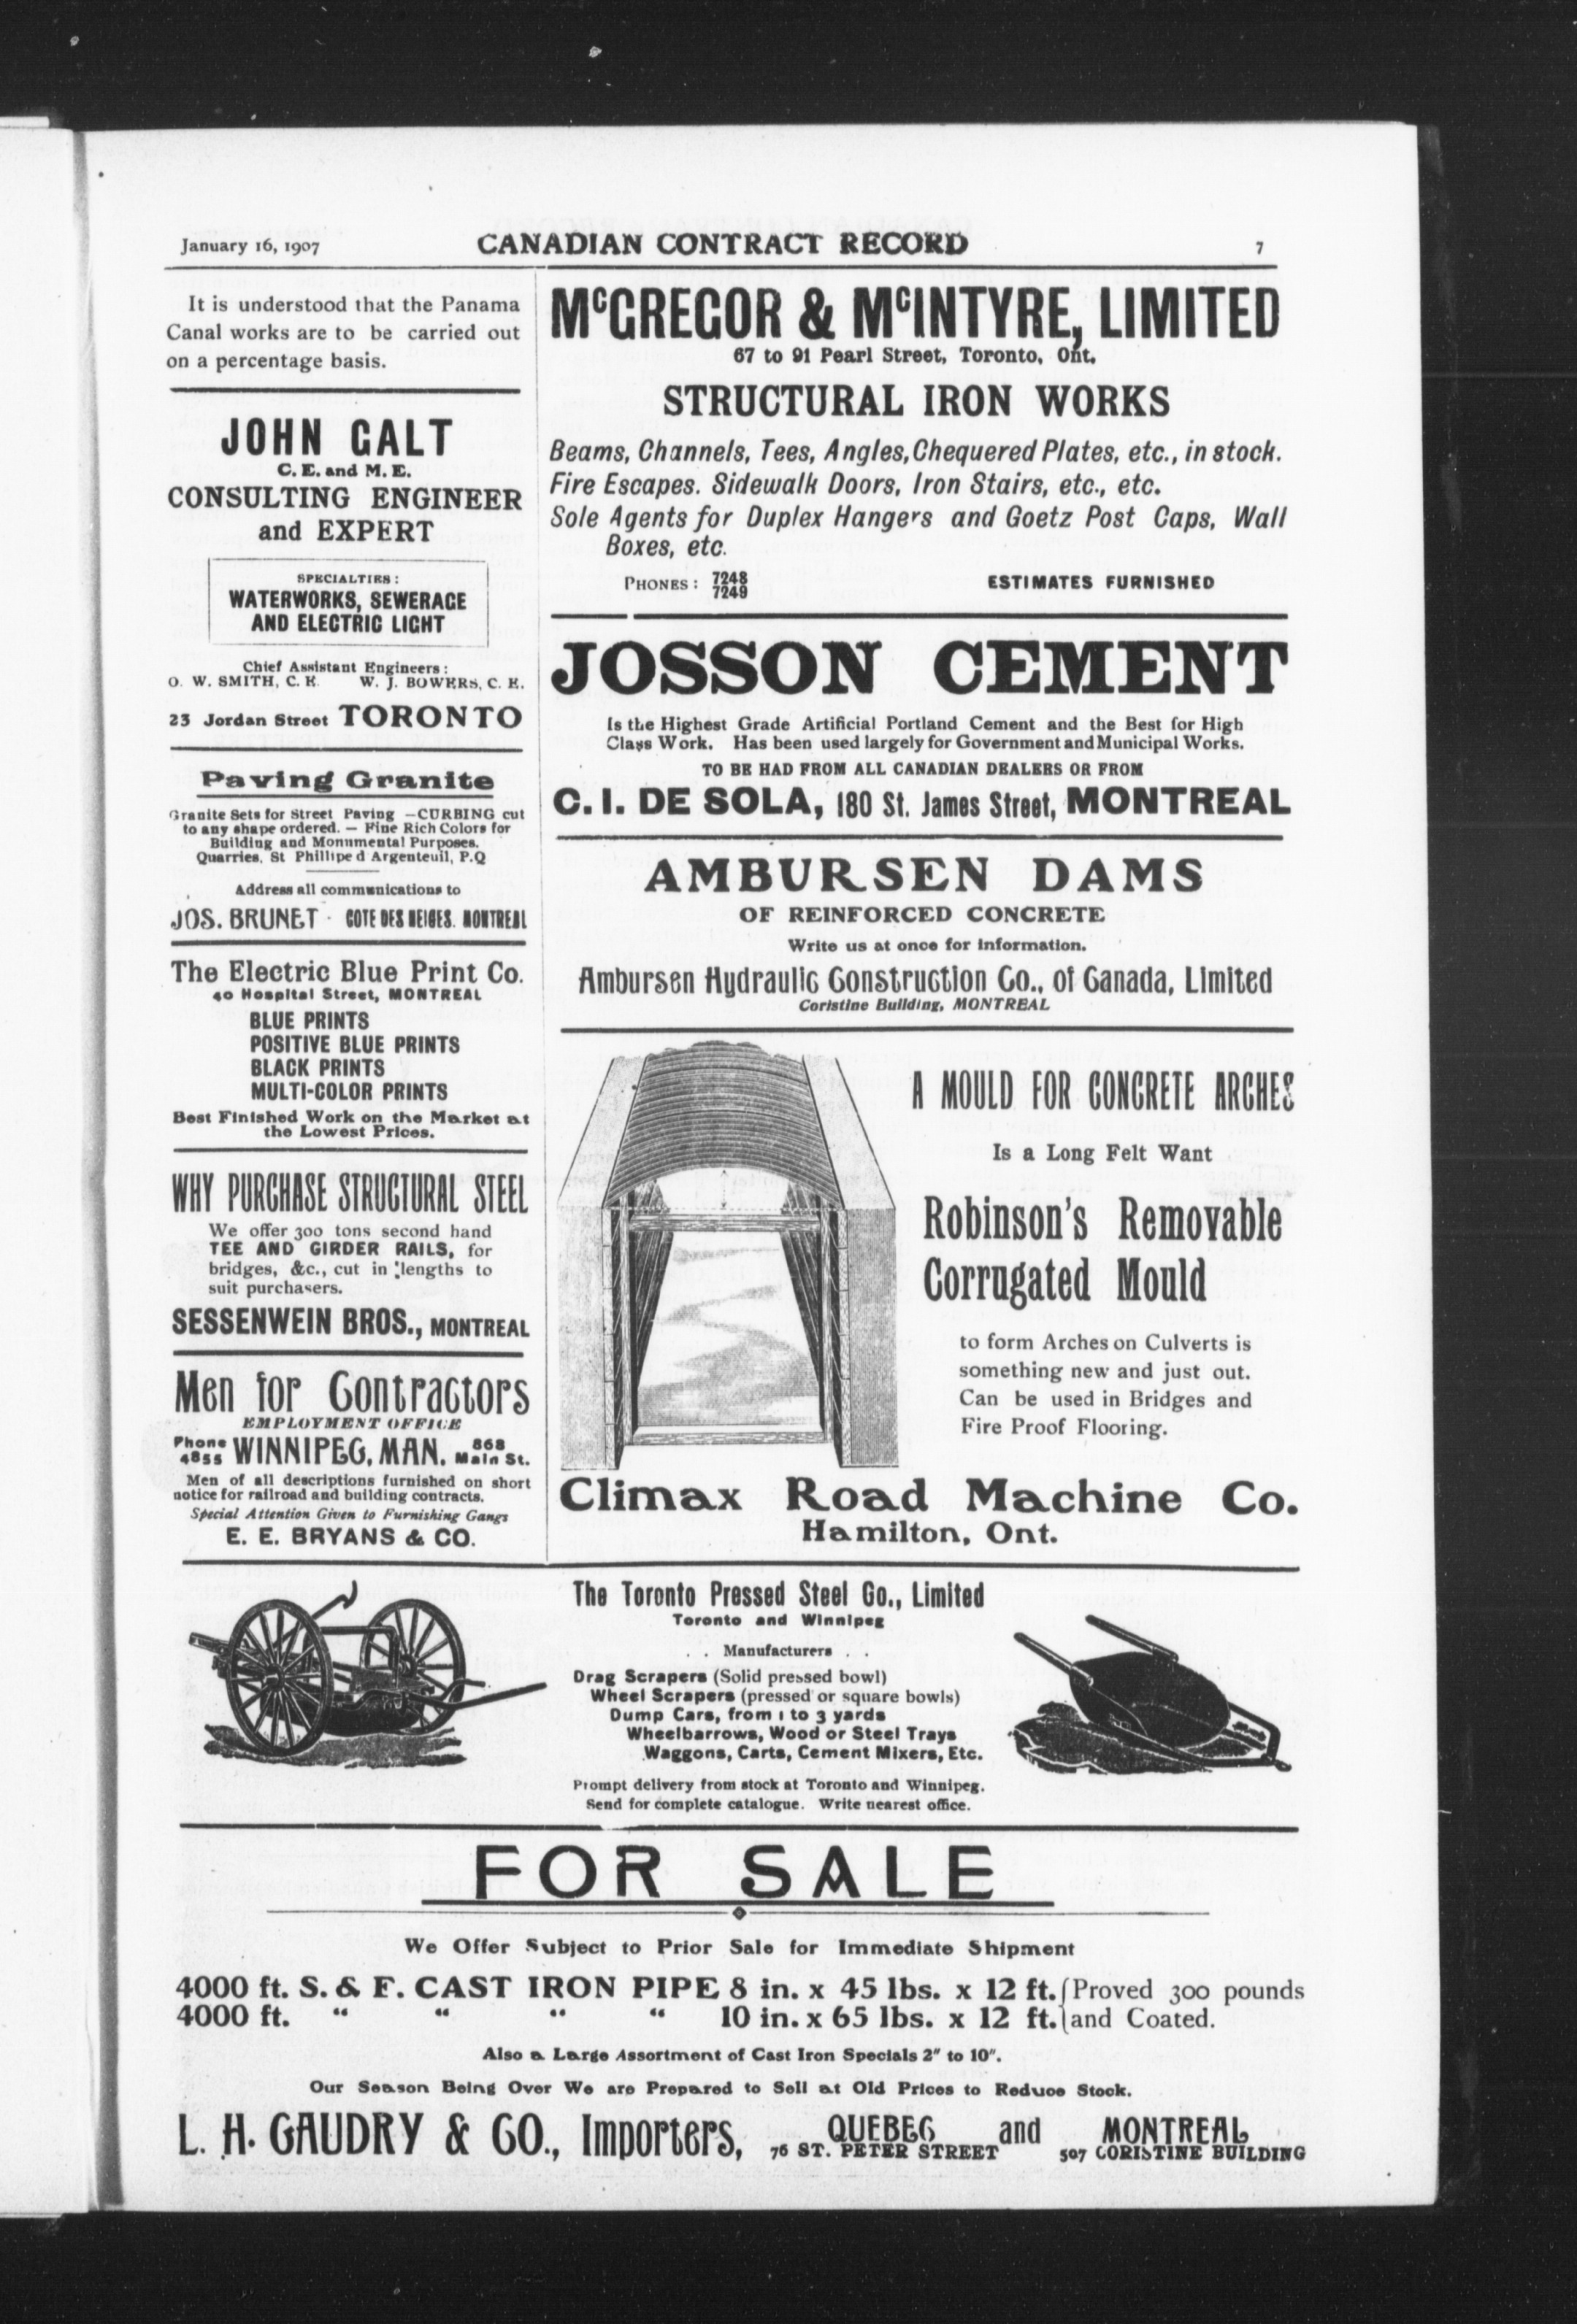 January 16, 1907
CANADIAN CONTRACT RECORD
7
It is understood that the Panama
Canal works are to be carried out
on a percentage basis.
JOHN GALT
C. E. and M. E.
CONSULTING ENGINEER
and EXPERT
SPECIALTIES :
WATERWORKS, SEWERAGE
AND ELECTRIC LIGHT
Chief Assistant Engineers :
O. W. SMITH, C. E. W. J. BOWERS, C. E.
23 Jordan Street TORONTO
Paving Granite
Granite Sets for Street Paving —CURBING cut
to any shape ordered. — Fine Rich Colors for
Building and Monumental Purposes.
Quarries, St Phillipe d Argenteuil, P.Q
Address all communications to
JOS. BRUNET - COTE DES NEIGES. MONTREAL
The Electric Blue Print Co.
40 Hospital Street, MONTREAL
BLUE PRINTS
POSITIVE BLUE PRINTS
BLACK PRINTS
MULTI-COLOR PRINTS
Best Finished Work on the Market at
the Lowest Prices.
WHY PURCHASE STRUCTURAL STEEL
We offer 300 tons second hand
TEE AND GIRDER RAILS, for
bridges, &c., cut in lengths to
suit purchasers.
SESSENWEIN BROS., MONTREAL
Men for Contractors
EMPLOYMENT OFFICE
Phone 4855 WINNIPEG, MAN. 868 Main St.
Men of all descriptions furnished on short
notice for railroad and building contracts.
Special Attention Given to Furnishing Gangs
E. E. BRYANS & CO.
McGREGOR & McINTYRE, LIMITED
67 to 91 Pearl Street, Toronto, Ont.
STRUCTURAL IRON WORKS
Beams, Channels, Tees, Angles, Chequered Plates, etc., in stock.
Fire Escapes. Sidewalk Doors, Iron Stairs, etc., etc.
Sole Agents for Duplex Hangers and Goetz Post Caps, Wall
Boxes, etc.
PHONES : 7248 7249 ESTIMATES FURNISHED
JOSSON CEMENT
Is the Highest Grade Artificial Portland Cement and the Best for High
Class Work. Has been used largely for Government and Municipal Works.
TO BE HAD FROM ALL CANADIAN DEALERS OR FROM
C. I. DE SOLA, 180 St. James Street, MONTREAL
AMBURSEN DAMS
OF REINFORCED CONCRETE
Write us at once for information.
Ambursen Hydraulic Construction Co., of Canada, Limited
Coristine Building, MONTREAL
A MOULD FOR CONCRETE ARCHES
Is a Long Felt Want
Robinson's Removable
Corrugated Mould
to form Arches on Culverts is
something new and just out.
Can be used in Bridges and
Fire Proof Flooring.
Climax Road Machine Co.
Hamilton, Ont.
The Toronto Pressed Steel Co., Limited
Toronto and Winnipeg
. . Manufacturers . .
Drag Scrapers (Solid pressed bowl)
Wheel Scrapers (pressed or square bowls)
Dump Cars, from 1 to 3 yards
Wheelbarrows, Wood or Steel Trays
Waggons, Carts, Cement Mixers, Etc.
Prompt delivery from stock at Toronto and Winnipeg.
Send for complete catalogue. Write nearest office.
FOR SALE
We Offer Subject to Prior Sale for Immediate Shipment
4000 ft. S. & F. CAST IRON PIPE 8 in. x 45 lbs. x 12 ft. {Proved 300 pounds
4000 ft. “ “ “ “ 10 in. x 65 lbs. x 12 ft. {and Coated.
Also a Large Assortment of Cast Iron Specials 2" to 10".
Our Season Being Over We are Prepared to Sell at Old Prices to Reduce Stock.
L. H. GAUDRY & CO., Importers, QUEBEC and MONTREAL
76 ST. PETER STREET 507 CORISTINE BUILDING